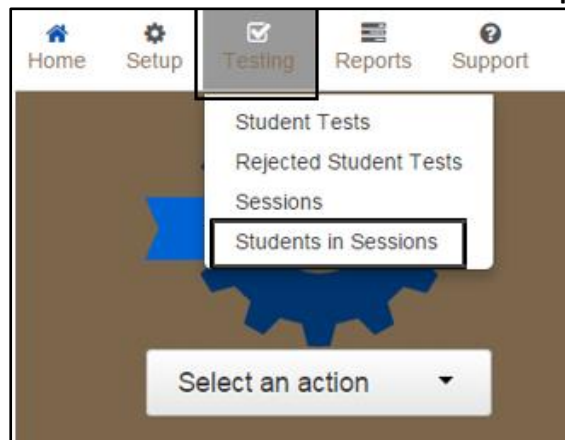 Home Setup Testing Reports Support
Student Tests
Rejected Student Tests
Sessions
Students in Sessions
Select an action